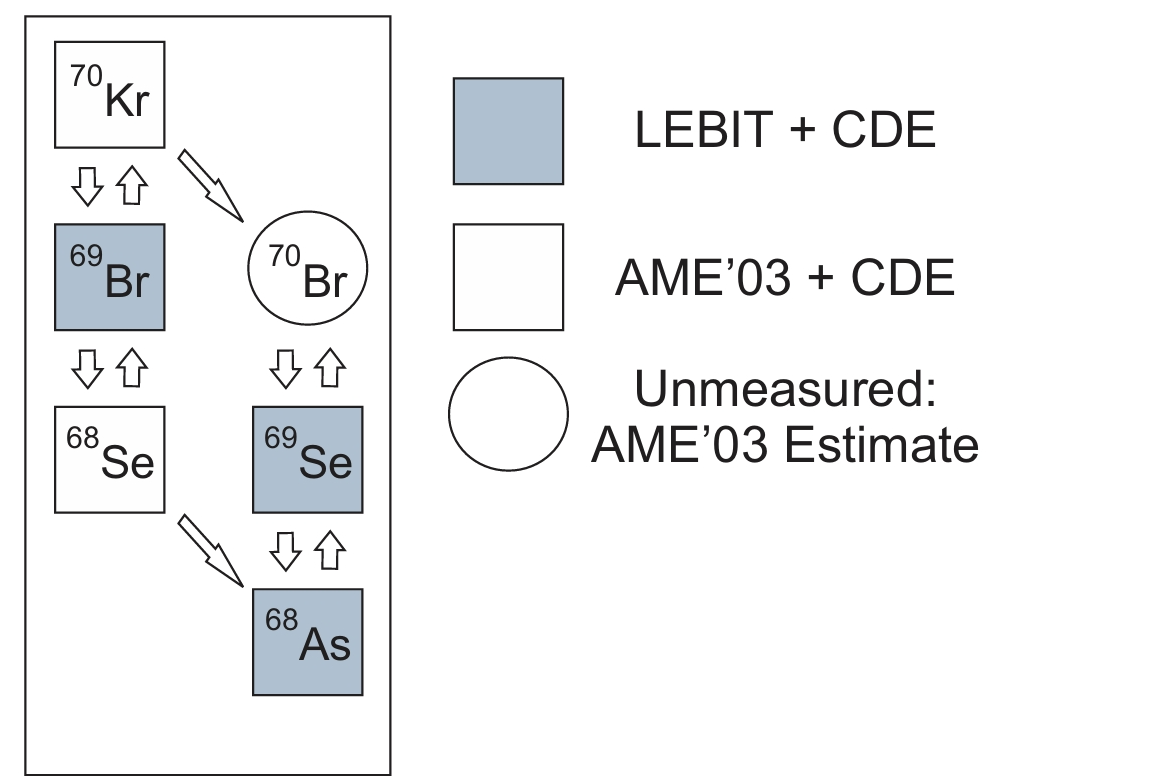 70Kr
69Br
70Br
68Se
69Se
68As
LEBIT + CDE
AME’03 + CDE
Unmeasured:
AME’03 Estimate